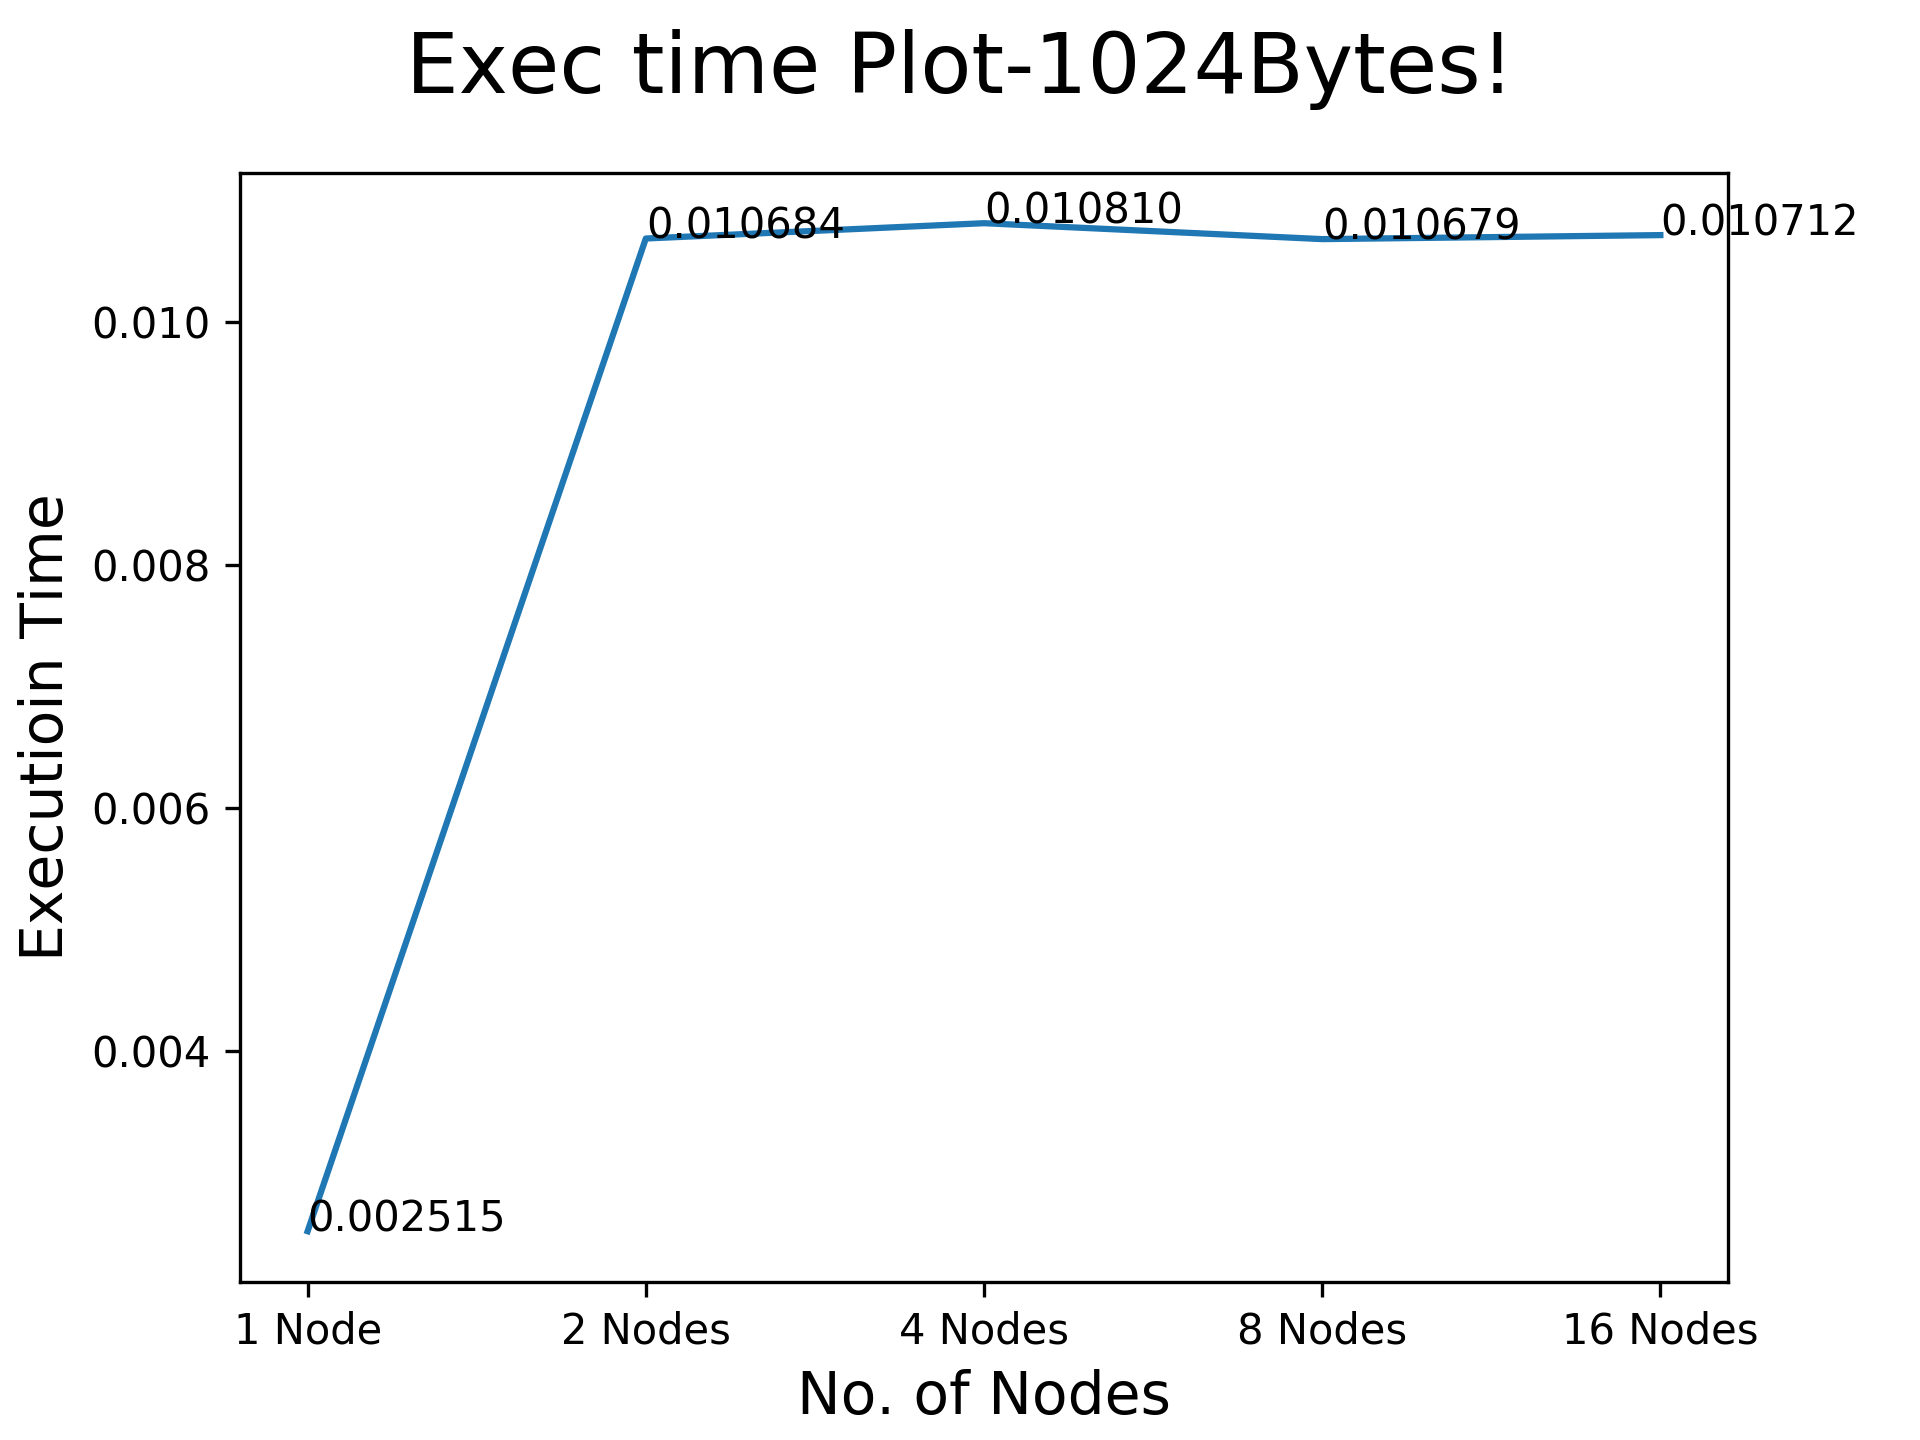 Exec time Plot-1024Bytes!
0.010684
0.010810
0.010679
0.010712
0.010
0.008
0.006
0.004
Executioin Time
0.002515
1 Node
2 Nodes
4 Nodes
8 Nodes
16 Nodes
No. of Nodes